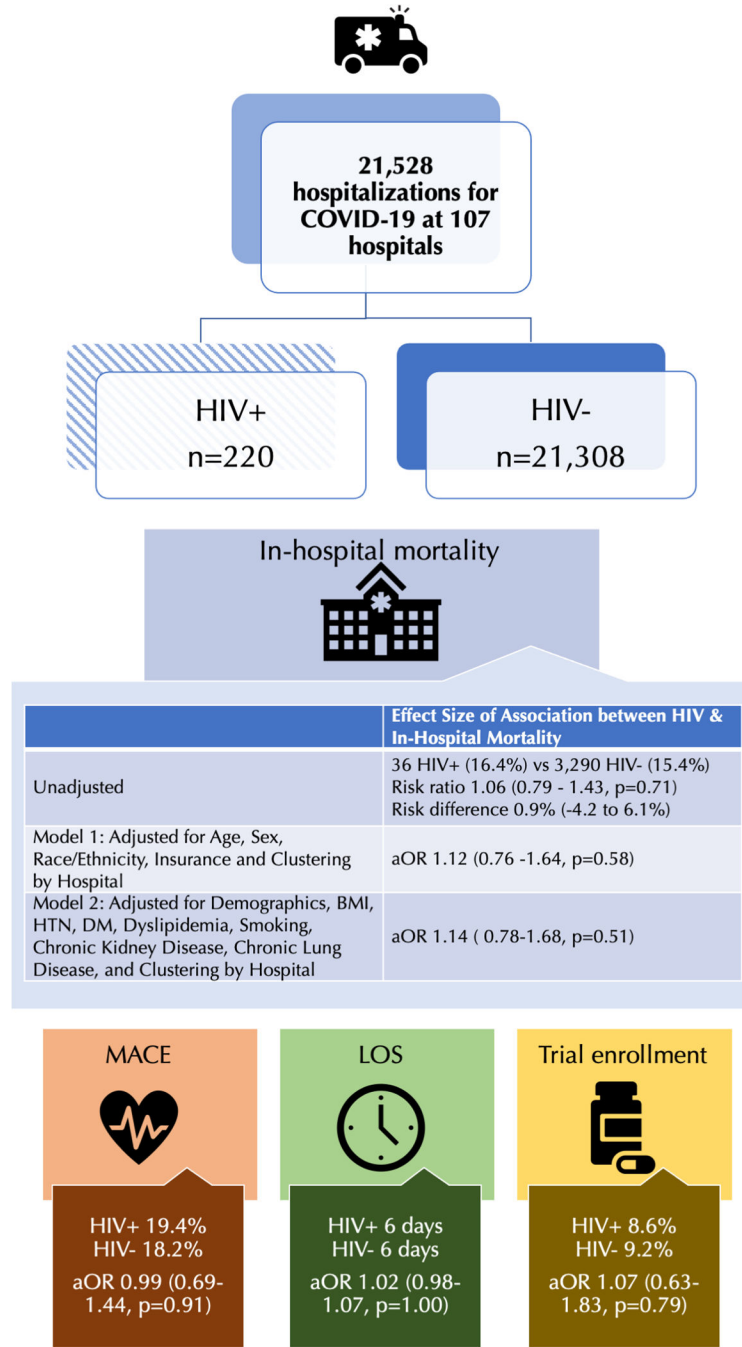 21,528
hospitalizations for
COVID-19 at 107
hospitals
HIV+
n=220
HIV-
n=21,308
In-hospital mortality
Effect Size of Association between HIV &
In-Hospital Mortality
Unadjusted
36 HIV+ (16.4%) vs 3,290 HIV- (15.4%)
Risk ratio 1.06 (0.79 - 1.43, p=0.71)
Risk difference 0.9% (-4.2 to 6.1%)
Model 1: Adjusted for Age, Sex,
Race/Ethnicity, Insurance and Clustering
by Hospital
aOR 1.12 (0.76 -1.64, p=0.58)
Model 2: Adjusted for Demographics, BMI,
HTN, DM, Dyslipidemia, Smoking,
Chronic Kidney Disease, Chronic Lung
Disease, and Clustering by Hospital
aOR 1.14 ( 0.78-1.68, p=0.51)
MACE
HIV+ 19.4%
HIV- 18.2%
aOR 0.99 (0.69-
1.44, p=0.91)
LOS
HIV+ 6 days
HIV- 6 days
aOR 1.02 (0.98-
1.07, p=1.00)
Trial enrollment
HIV+ 8.6%
HIV- 9.2%
aOR 1.07 (0.63-
1.83, p=0.79)